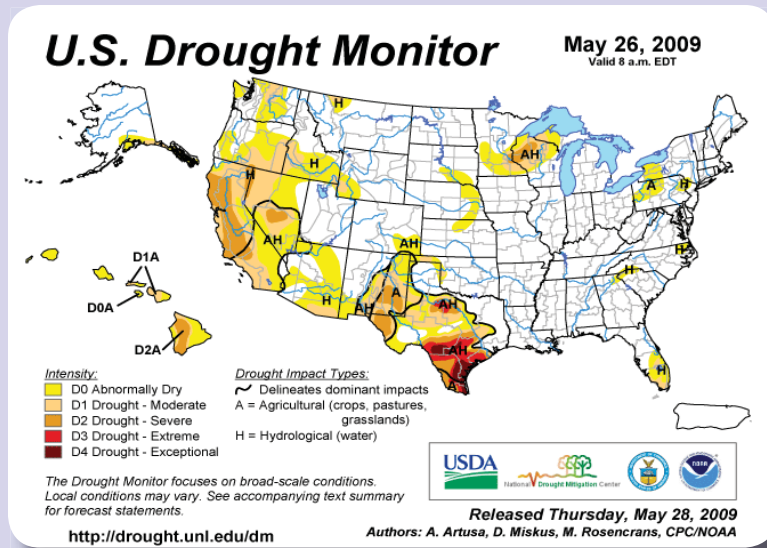 U.S. Drought Monitor
May 26, 2009
Valid 8 a.m. EDT
H
H
H
AH
A
H
AH
AH
H
H
AH
A
AH
H
AH
A
H
D1A
D0A
D2A
Intensity:
D0 Abnormally Dry
D1 Drought - Moderate
D2 Drought - Severe
D3 Drought - Extreme
D4 Drought - Exceptional
Drought Impact Types:
Delineates dominant impacts
A = Agricultural (crops, pastures,
grasslands)
H = Hydrological (water)
The Drought Monitor focuses on broad-scale conditions.
Local conditions may vary. See accompanying text summary
for forecast statements.
http://drought.unl.edu/dm
USDA
National Drought Mitigation Center
NOAA
Released Thursday, May 28, 2009
Authors: A. Artusa, D. Miskus, M. Rosencrans, CPC/NOAA